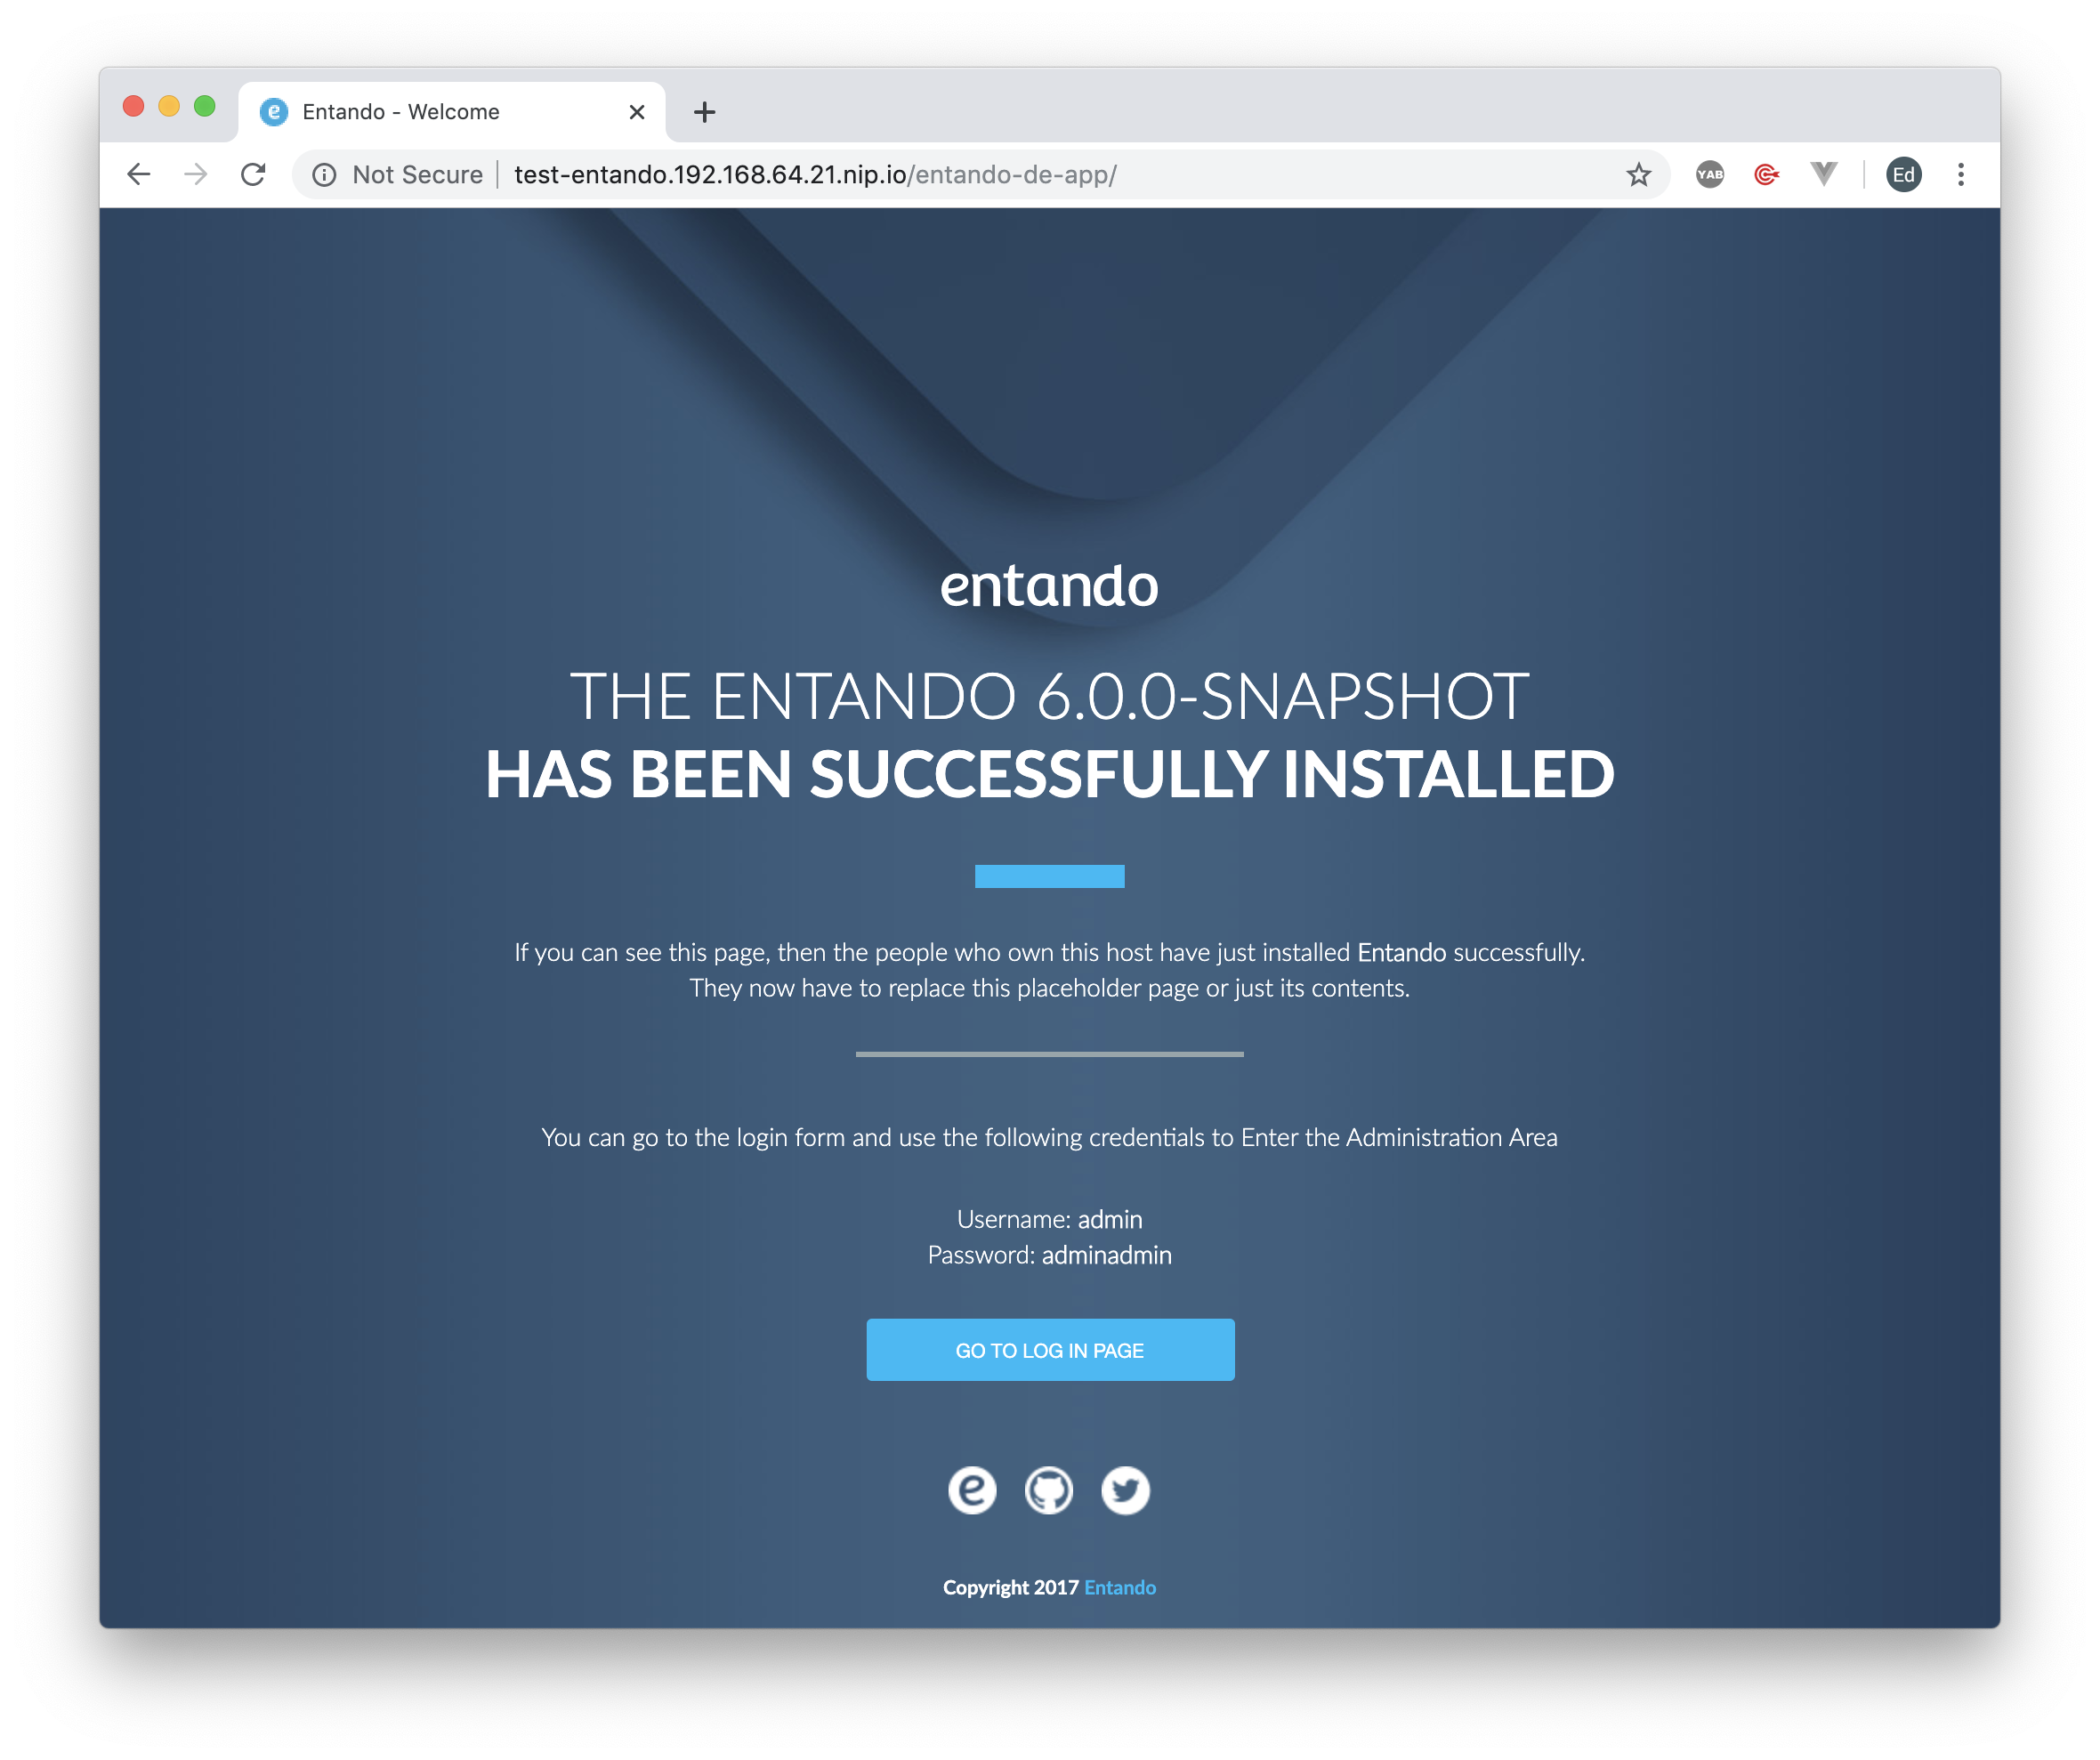 Entando - Welcome
Not Secure test-entando.192.168.64.21.nip.io/entando-de-app/
YAB
Ed
entando
THE ENTANDO 6.0.0-SNAPSHOT
HAS BEEN SUCCESSFULLY INSTALLED
If you can see this page, then the people who own this host have just installed Entando successfully.
They now have to replace this placeholder page or just its contents.
You can go to the login form and use the following credentials to Enter the Administration Area
Username: admin
Password: adminadmin
GO TO LOG IN PAGE
Copyright 2017 Entando